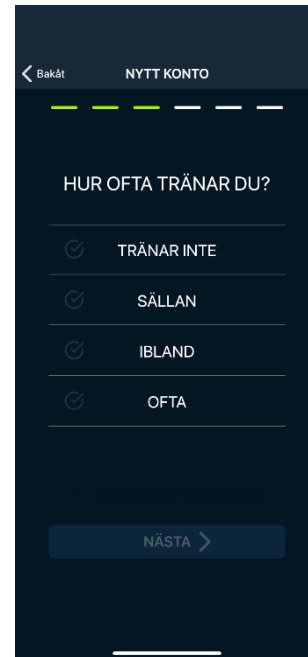 Bakåt
NYTT KONTO
HUR OFTA TRÄNAR DU?
TRÄNAR INTE
SÄLLAN
IBLAND
OFTA
NÄSTA